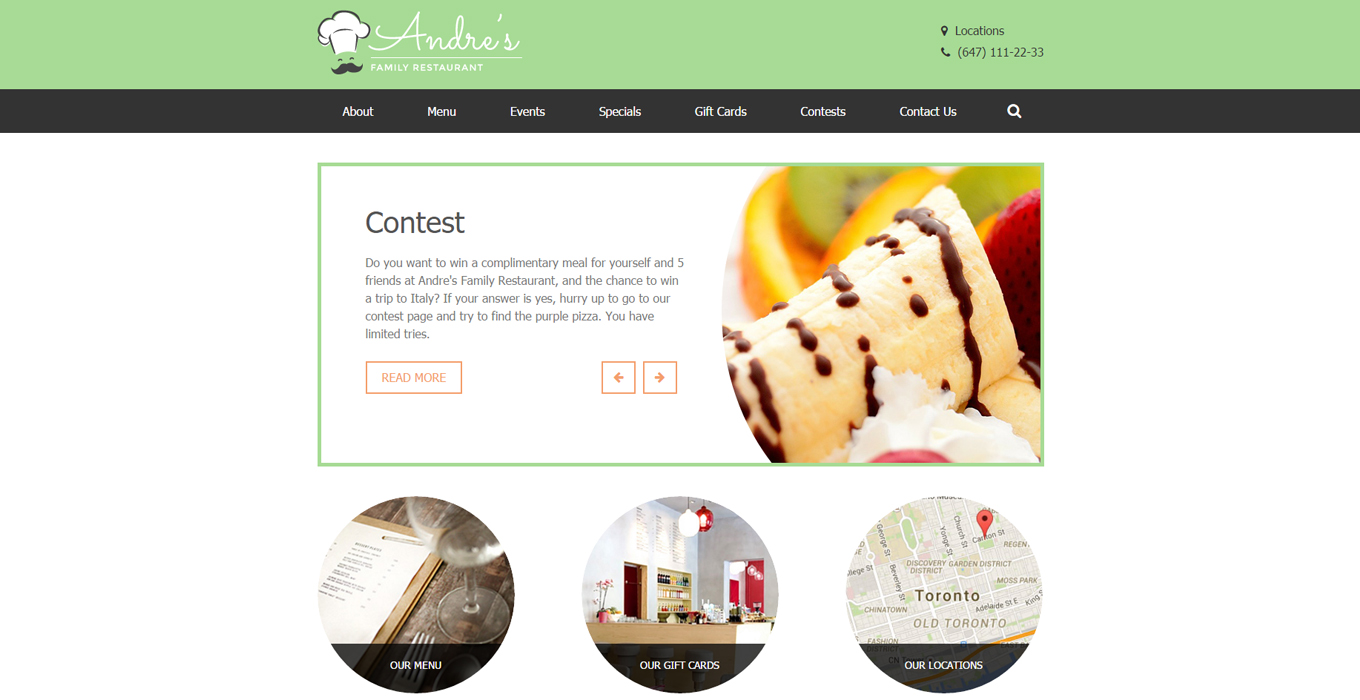 Andre's
FAMILY RESTAURANT
Locations
(647) 111-22-33
About Menu Events Specials Gift Cards Contests Contact Us
Contest
Do you want to win a complimentary meal for yourself and 5
friends at Andre's Family Restaurant, and the chance to win
a trip to Italy? If your answer is yes, hurry up to go to our
contest page and try to find the purple pizza. You have
limited tries.
READ MORE
OUR MENU
OUR GIFT CARDS
George St
Church St
Yonge St
Carlton St
REGEN
DISCOVERY
DISTRICT
GARDEN DISTRICT
llege St
Beverley St
MOSS PARK
Toronto
King S
CHINATOWN
Adelaide St E
OLD TORONTO
FASHION
DISTRICT
EAST B
CN
OUR LOCATIONS